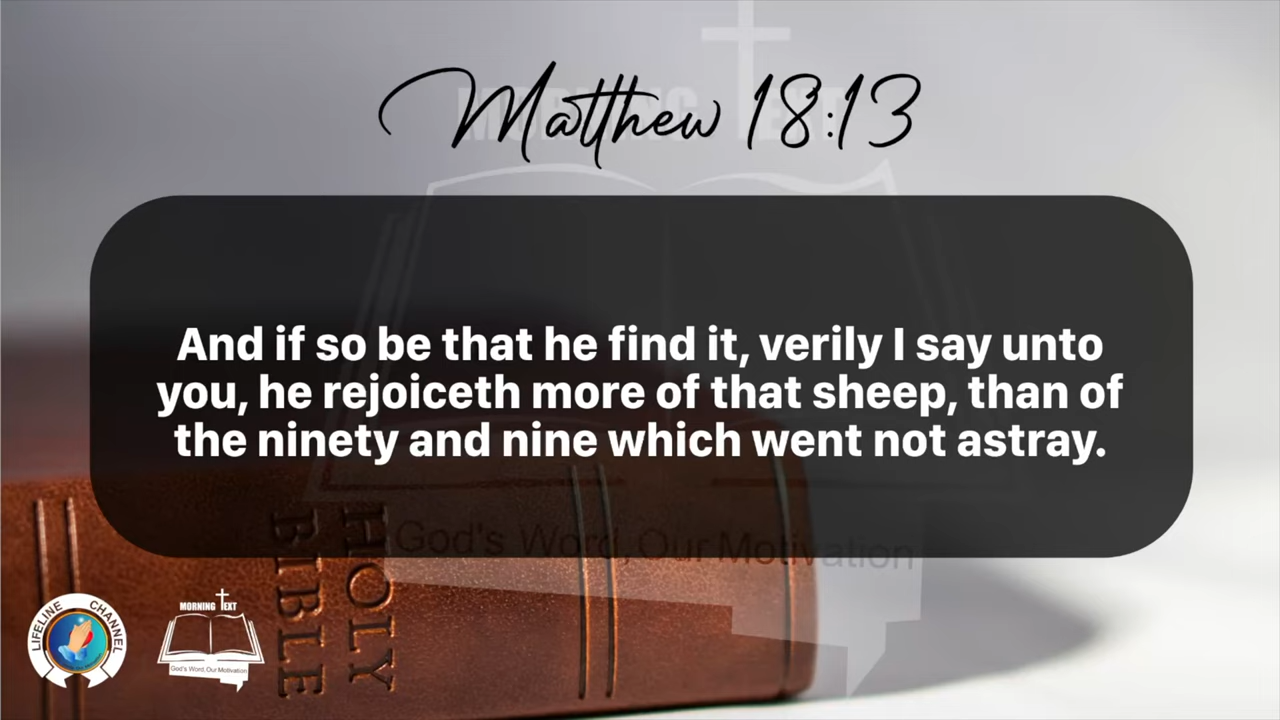 Matthew 18:13
And if so be that he find it, verily I say unto
you, he rejoiceth more of that sheep, than of
the ninety and nine which went not astray.
God's Word, Our Motivation
HOLY
BIBLE
LIFELINE CHANNEL
MORNING TEXT
God's Word, Our Motivation